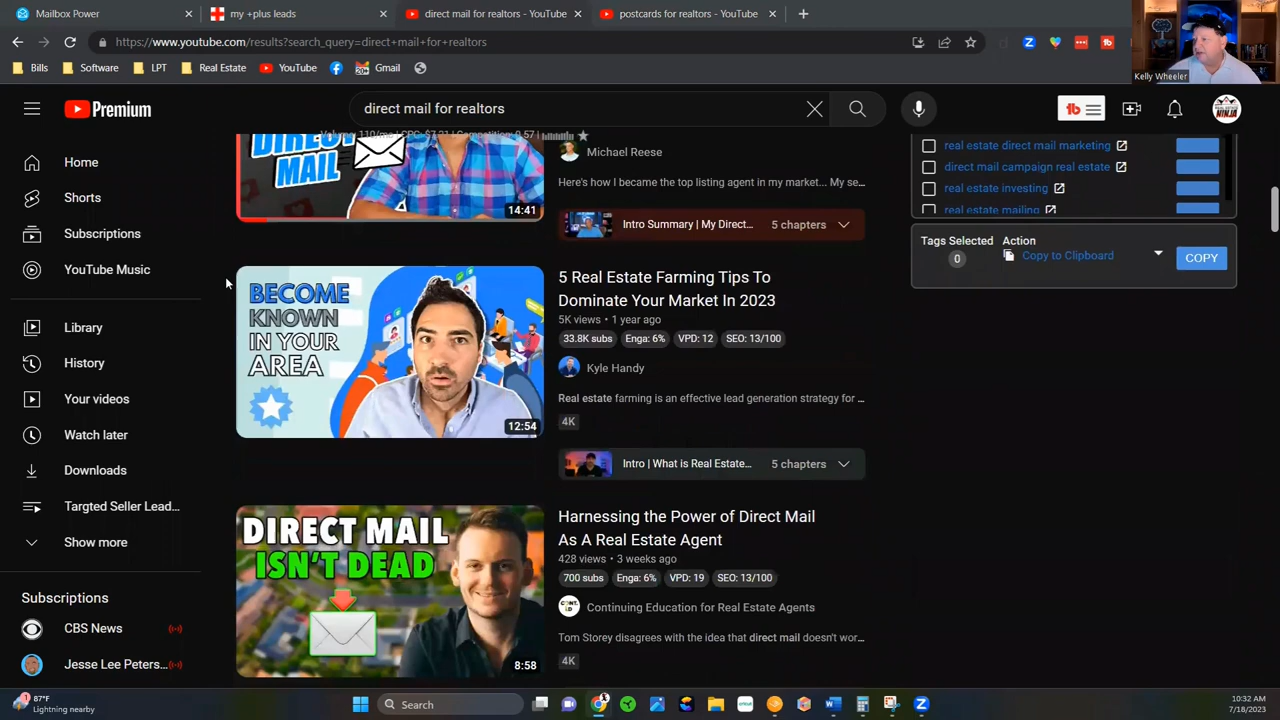 Mailbox Power
my +plus leads
direct mail for realtors - YouTube
postcards for realtors - YouTube
https://www.youtube.com/results?search_query=direct+mail+for+realtors
Kelly Wheeler
Bills
Software
LPT
Real Estate
YouTube
20+
Gmail
Premium
direct mail for realtors
Home
Shorts
Subscriptions
YouTube Music
Library
History
Your videos
Watch later
Downloads
Targted Seller Lead...
Show more
Subscriptions
CBS News
Jesse Lee Peters...
DIRECT
MAIL
14:41
Michael Reese
Here's how I became the top listing agent in my market... My se...
Intro Summary | My Direct...
5 chapters
BECOME
KNOWN
IN YOUR
AREA
12:54
5 Real Estate Farming Tips To
Dominate Your Market In 2023
5K views • 1 year ago
33.8K subs
Enga: 6%
VPD: 12
SEO: 13/100
Kyle Handy
Real estate farming is an effective lead generation strategy for ...
4K
Intro | What is Real Estate...
5 chapters
DIRECT MAIL
ISN'T DEAD
8:58
Harnessing the Power of Direct Mail
As A Real Estate Agent
428 views • 3 weeks ago
700 subs
Enga: 6%
VPD: 19
SEO: 13/100
Continuing Education for Real Estate Agents
Tom Storey disagrees with the idea that direct mail doesn't wor...
4K
real estate direct mail marketing
direct mail campaign real estate
real estate investing
real estate mailing
Tags Selected
0
Action
Copy to Clipboard
COPY
87°F
Lightning nearby
Search
10:32 AM
7/18/2023